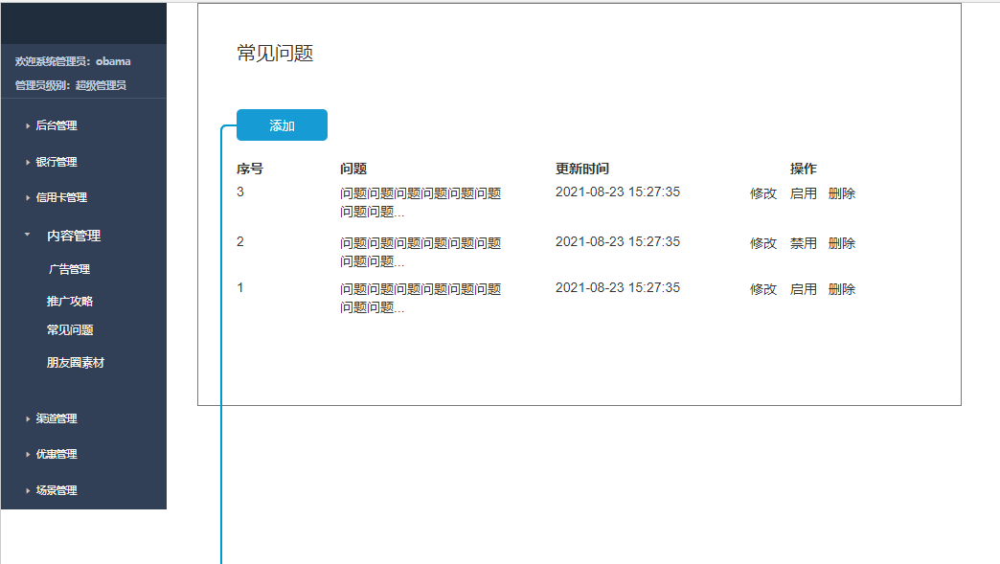 欢迎系统管理员：obama
管理员级别：超级管理员
后台管理
银行管理
信用卡管理
内容管理
广告管理
推广攻略
常见问题
朋友圈素材
渠道管理
优惠管理
场景管理
常见问题
添加
序号 问题 更新时间 操作
3 问题问题问题问题问题问题 2021-08-23 15:27:35 修改 启用 删除
问题问题...
2 问题问题问题问题问题问题 2021-08-23 15:27:35 修改 禁用 删除
问题问题...
1 问题问题问题问题问题问题 2021-08-23 15:27:35 修改 启用 删除
问题问题...